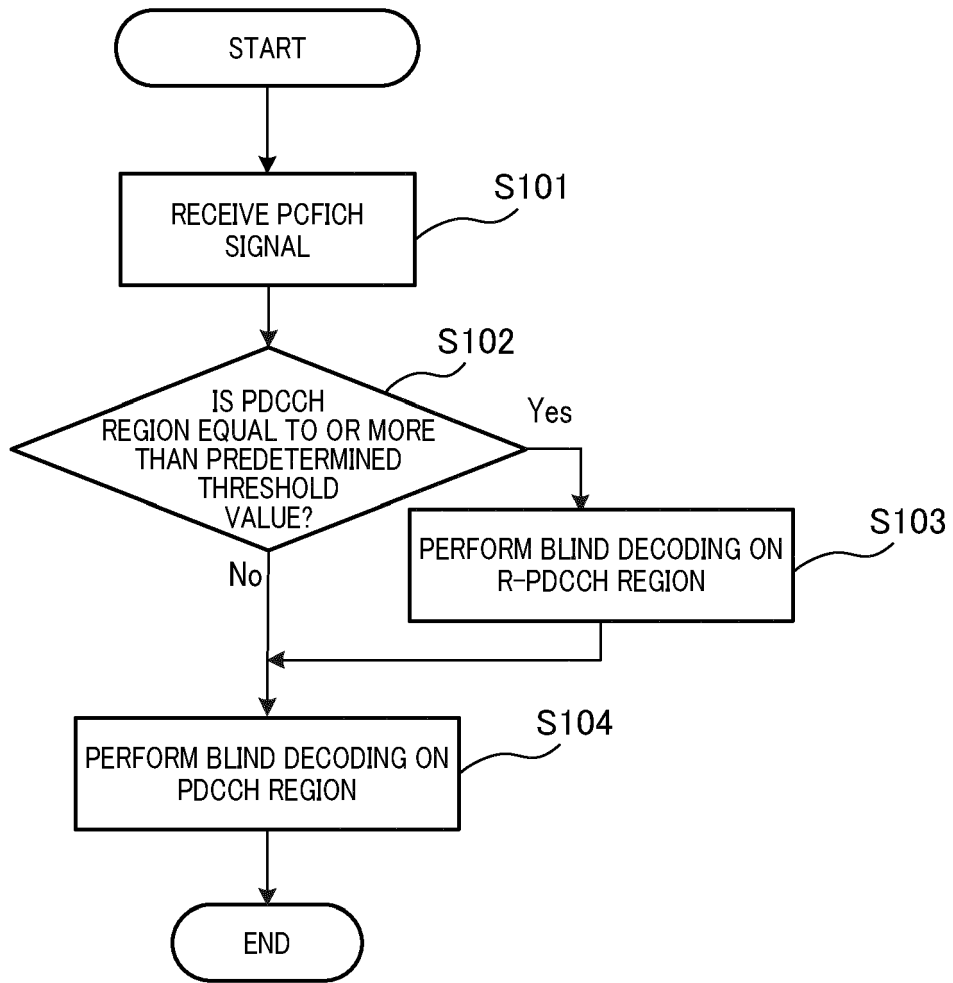 START
S101
RECEIVE PCFICH
SIGNAL
S102
IS PDCCH
REGION EQUAL TO OR MORE
THAN PREDETERMINED
THRESHOLD
VALUE?
Yes
S103
PERFORM BLIND DECODING ON
R-PDCCH REGION
No
S104
PERFORM BLIND DECODING ON
PDCCH REGION
END